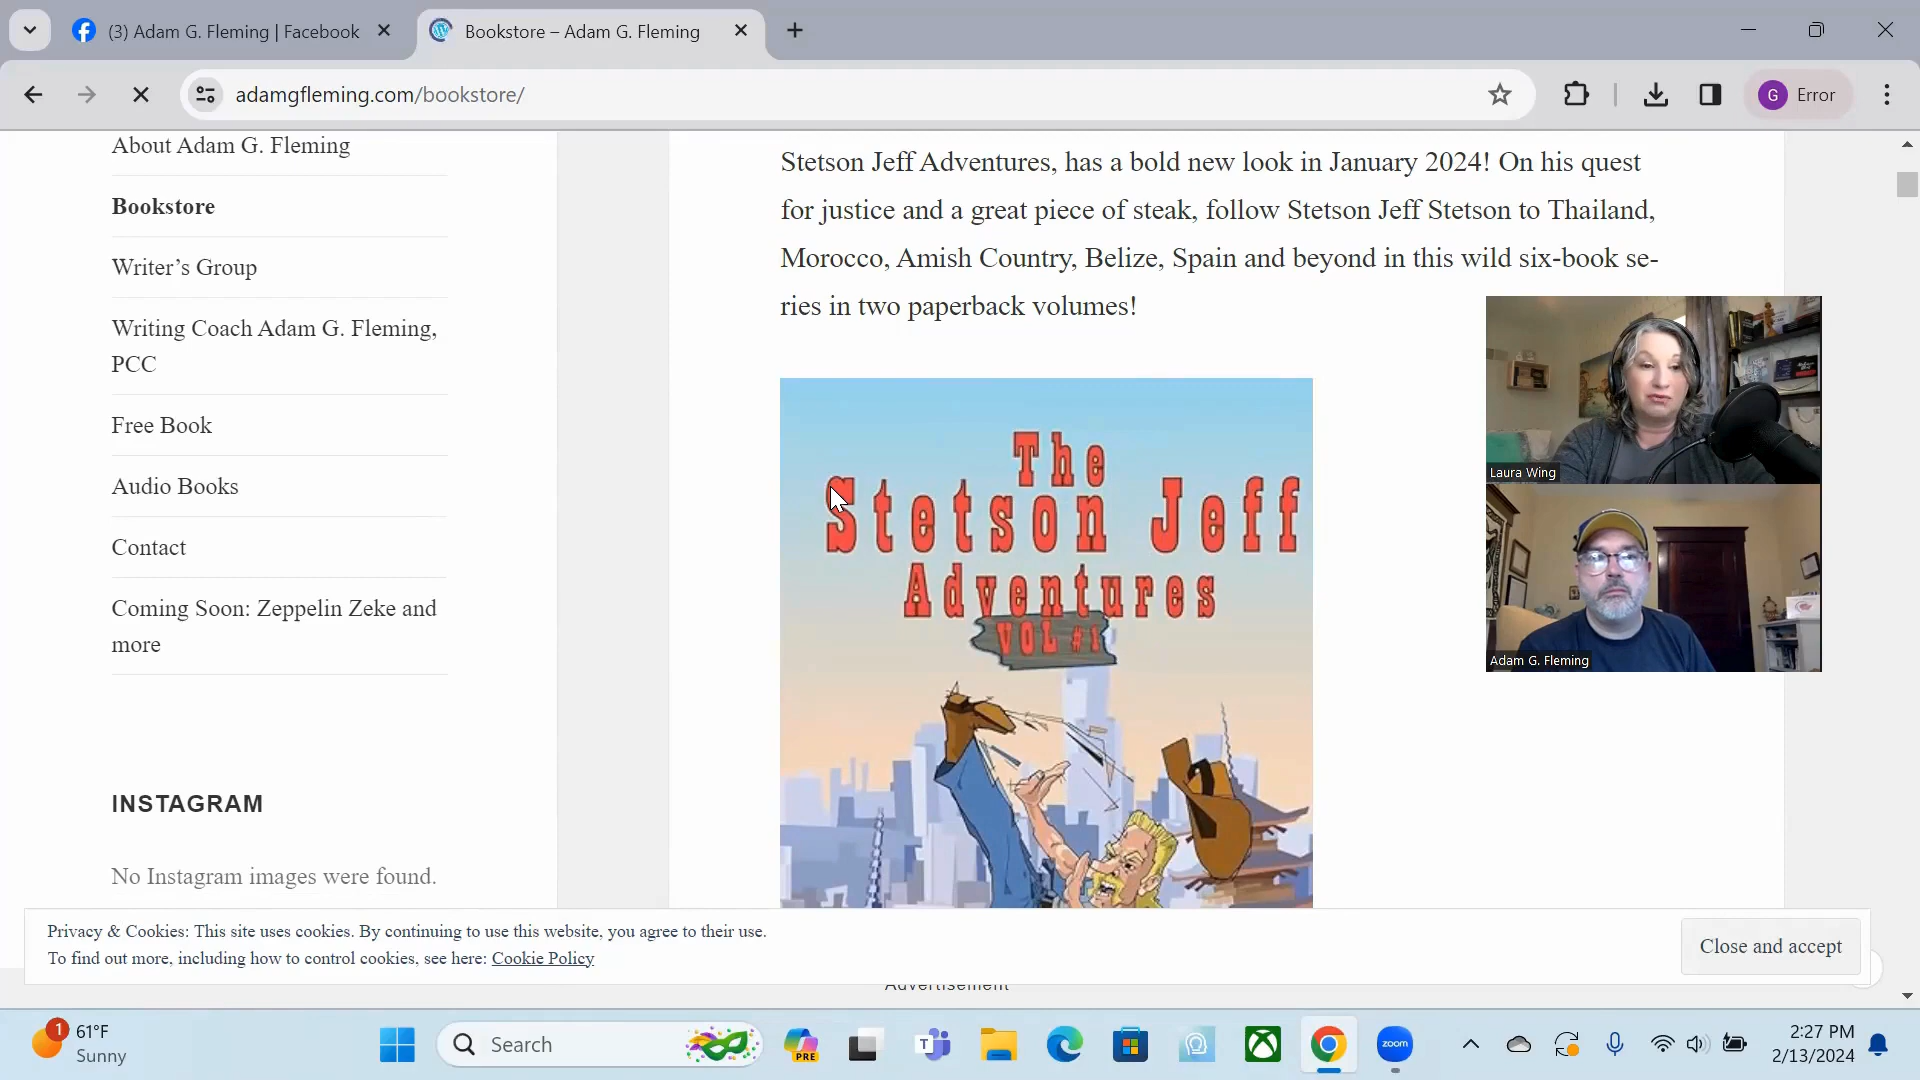 (3) Adam G. Fleming | Facebook
Bookstore – Adam G. Fleming
adamgfleming.com/bookstore/
G
Error
About Adam G. Fleming
Bookstore
Writer’s Group
Writing Coach Adam G. Fleming,
PCC
Free Book
Audio Books
Contact
Coming Soon: Zeppelin Zeke and
more
INSTAGRAM
No Instagram images were found.
Stetson Jeff Adventures, has a bold new look in January 2024! On his quest
for justice and a great piece of steak, follow Stetson Jeff Stetson to Thailand,
Morocco, Amish Country, Belize, Spain and beyond in this wild six-book se-
ries in two paperback volumes!
The
Stetson Jeff
Adventures
VOL #1
Laura Wing
Adam G. Fleming
Privacy & Cookies: This site uses cookies. By continuing to use this website, you agree to their use.
To find out more, including how to control cookies, see here: Cookie Policy
Close and accept
Advertisement
1
61°F
Sunny
Search
PRE
T
zoom
2:27 PM
2/13/2024